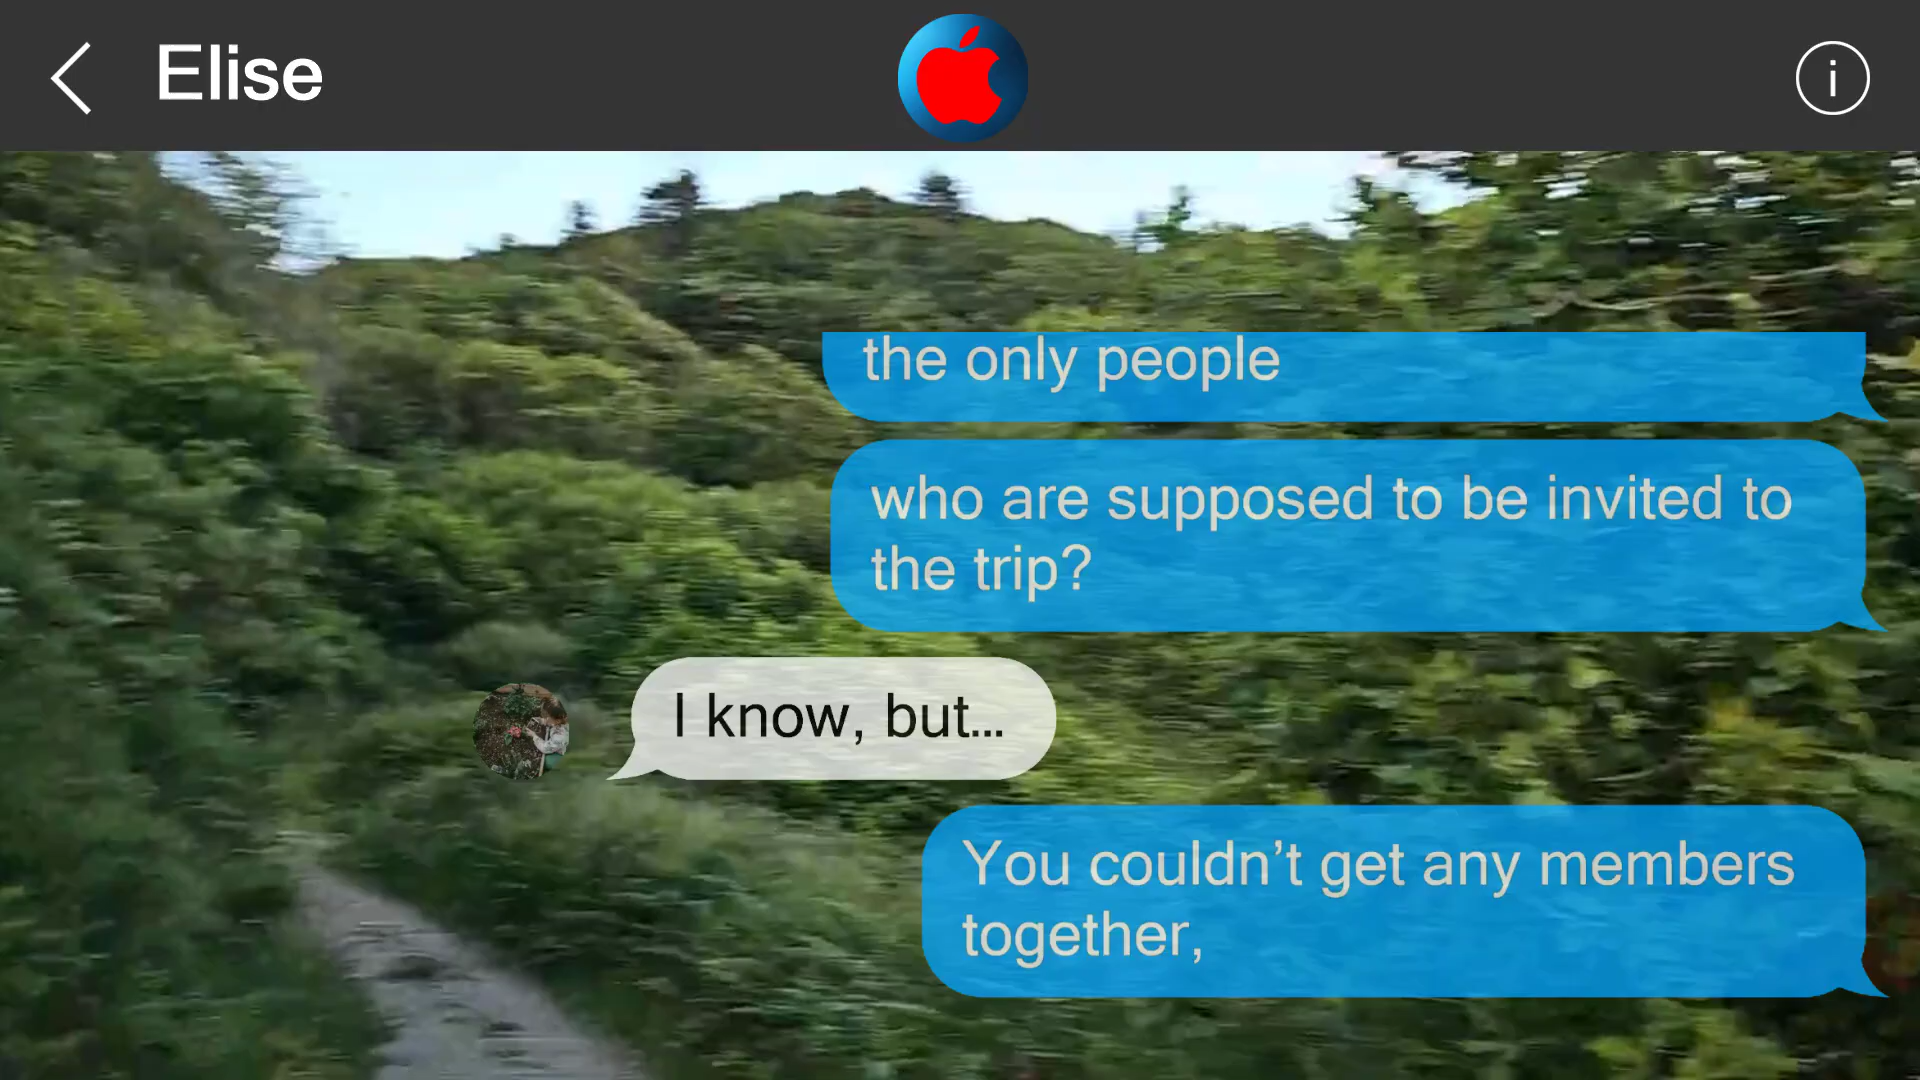 Elise
i
the only people
who are supposed to be invited to
the trip?
I know, but...
You couldn’t get any members
together,